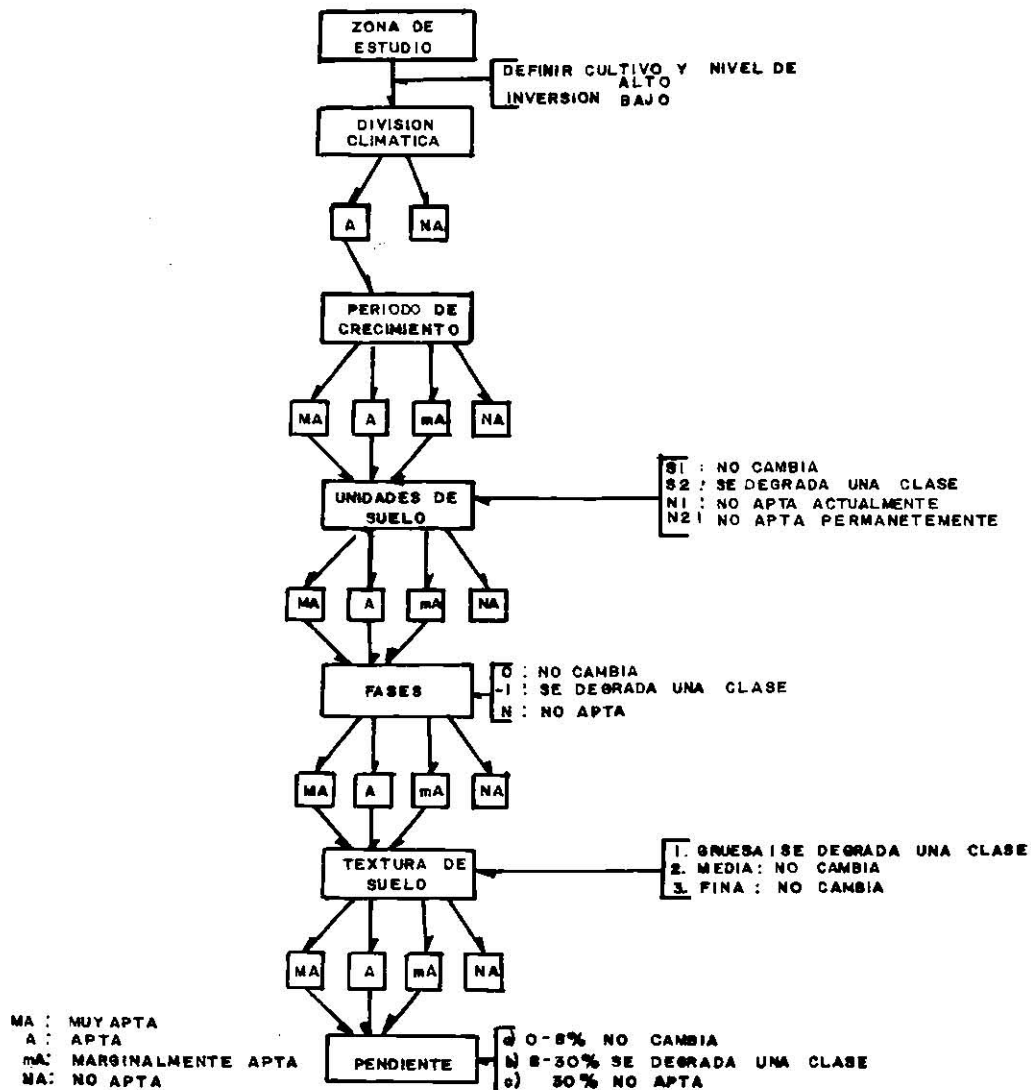 ZONA DE
ESTUDIO
DEFINIR CULTIVO Y NIVEL DE
ALTO
INVERSION BAJO
DIVISION
CLIMATICA
A NA
PERIODO DE
CRECIMIENTO
MA A mA NA
UNIDADES DE
SUELO
S1 : NO CAMBIA
S2 : SE DEGRADA UNA CLASE
N1 : NO APTA ACTUALMENTE
N2 : NO APTA PERMANETEMENTE
MA A mA NA
FASES
0 : NO CAMBIA
-1 : SE DEGRADA UNA CLASE
N : NO APTA
MA A mA NA
TEXTURA DE
SUELO
1. GRUESA : SE DEGRADA UNA CLASE
2. MEDIA : NO CAMBIA
3. FINA : NO CAMBIA
MA A mA NA
PENDIENTE
a) 0-8% NO CAMBIA
b) 8-30% SE DEGRADA UNA CLASE
c) 30% NO APTA
MA : MUY APTA
A : APTA
mA: MARGINALMENTE APTA
NA: NO APTA